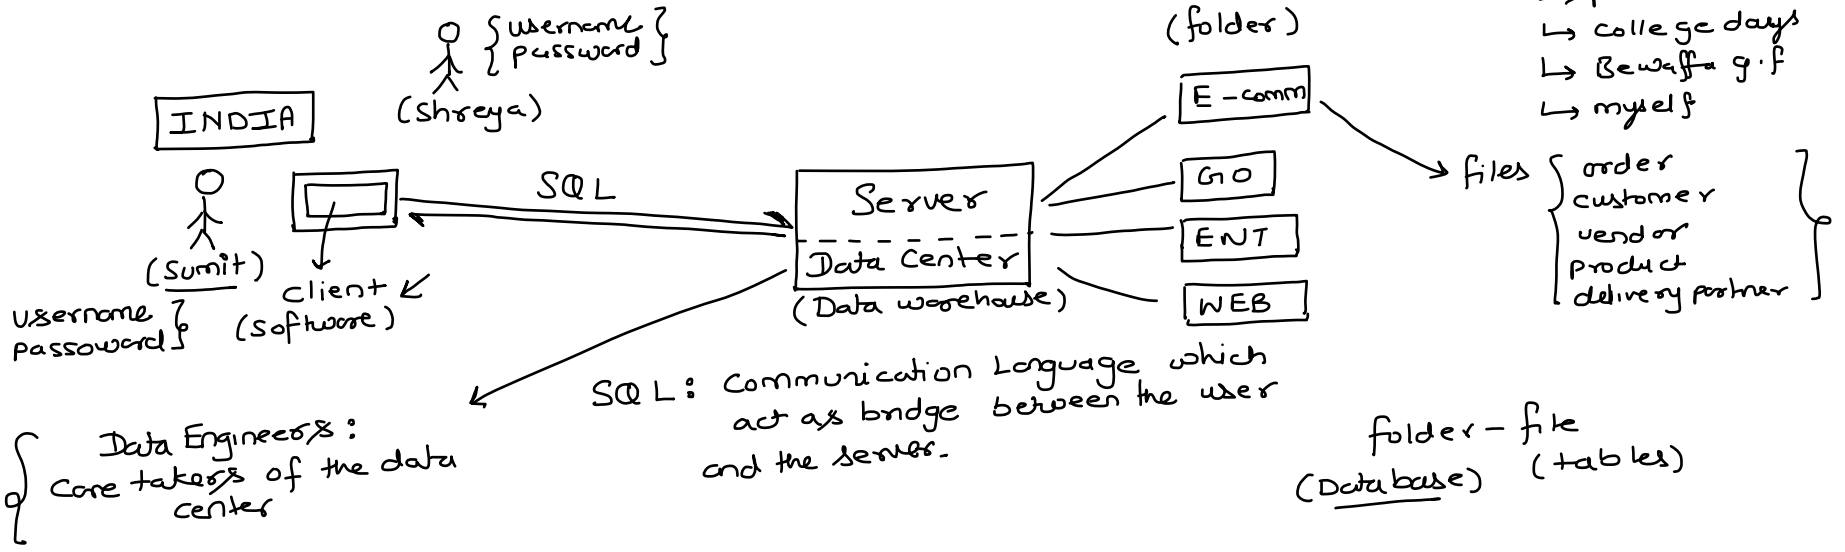 { username
password }
(Shreya)
INDIA
(Sumit)
username
passoward }
client
(software)
SQL
Server
Data Center
(Data warehouse)
(folder)
E-comm
GO
ENT
WEB
↳ college days
↳ Bewaffa g.f
↳ myself
files { order
customer
vendor
product
delivery partner }
SQL: Communication Language which
act as bridge between the user
and the server.
Data Engineers:
Care takers of the data
center
folder - file
(Database) (tables)